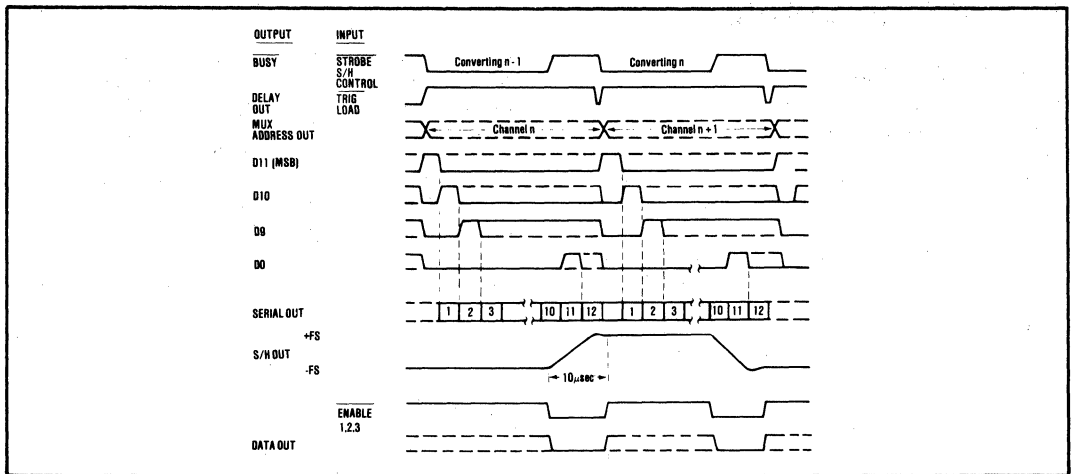 OUTPUT INPUT
BUSY STROBE Converting n - 1 Converting n
S/H
CONTROL
DELAY TRIG
OUT LOAD
MUX
ADDRESS OUT Channel n Channel n + 1
D11 (MSB)
D10
D9
D0
SERIAL OUT 1 2 3 10 11 12 1 2 3 10 11 12
+FS
S/H OUT
-FS
10μsec
ENABLE
1,2,3
DATA OUT